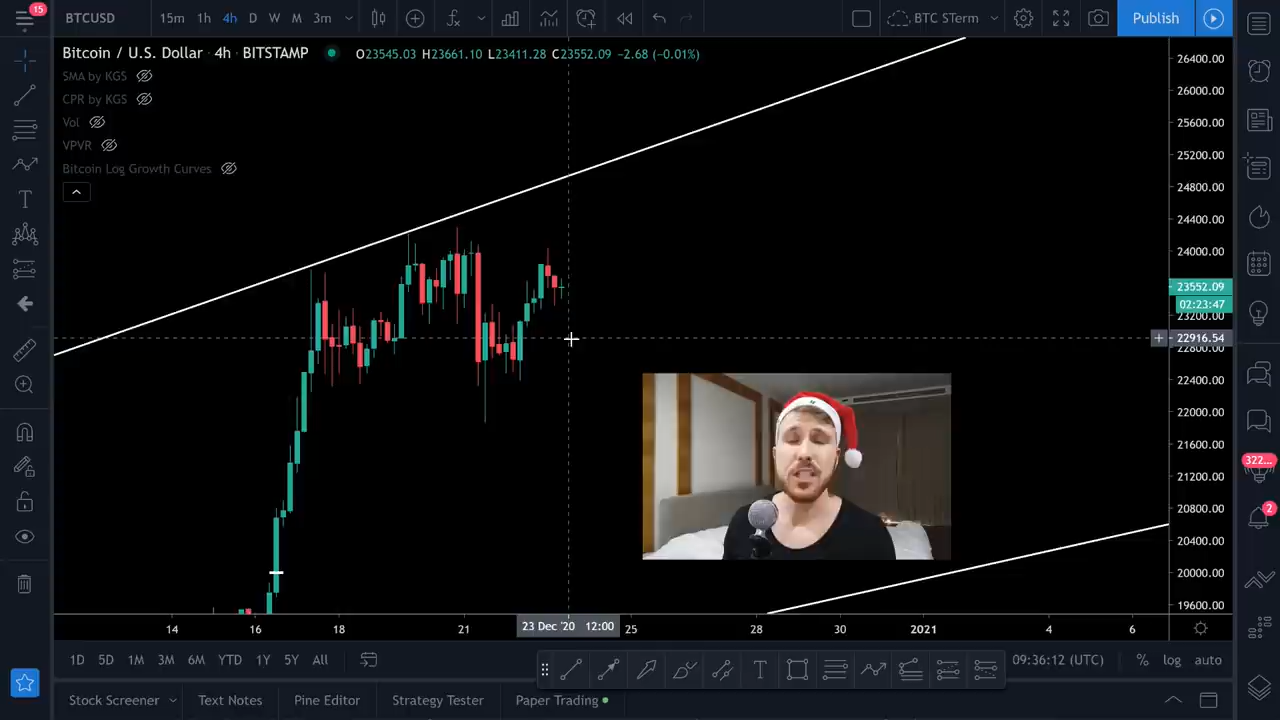 15
BTCUSD
15m 1h 4h D W M 3m
BTC STerm
Publish
Bitcoin / U.S. Dollar · 4h · BITSTAMP
O23545.03 H23661.10 L23411.28 C23552.09 −2.68 (−0.01%)
SMA by KGS
CPR by KGS
Vol
VPVR
Bitcoin Log Growth Curves
26400.00
26000.00
25600.00
25200.00
24800.00
24400.00
24000.00
23552.09
02:23:47
23200.00
22916.54
22800.00
22400.00
22000.00
21600.00
21200.00
20800.00
20400.00
20000.00
19600.00
322...
2
14 16 18 21 23 Dec '20 12:00 25 28 30 2021 4 6
1D 5D 1M 3M 6M YTD 1Y 5Y All
09:36:12 (UTC) % log auto
Stock Screener Text Notes Pine Editor Strategy Tester Paper Trading